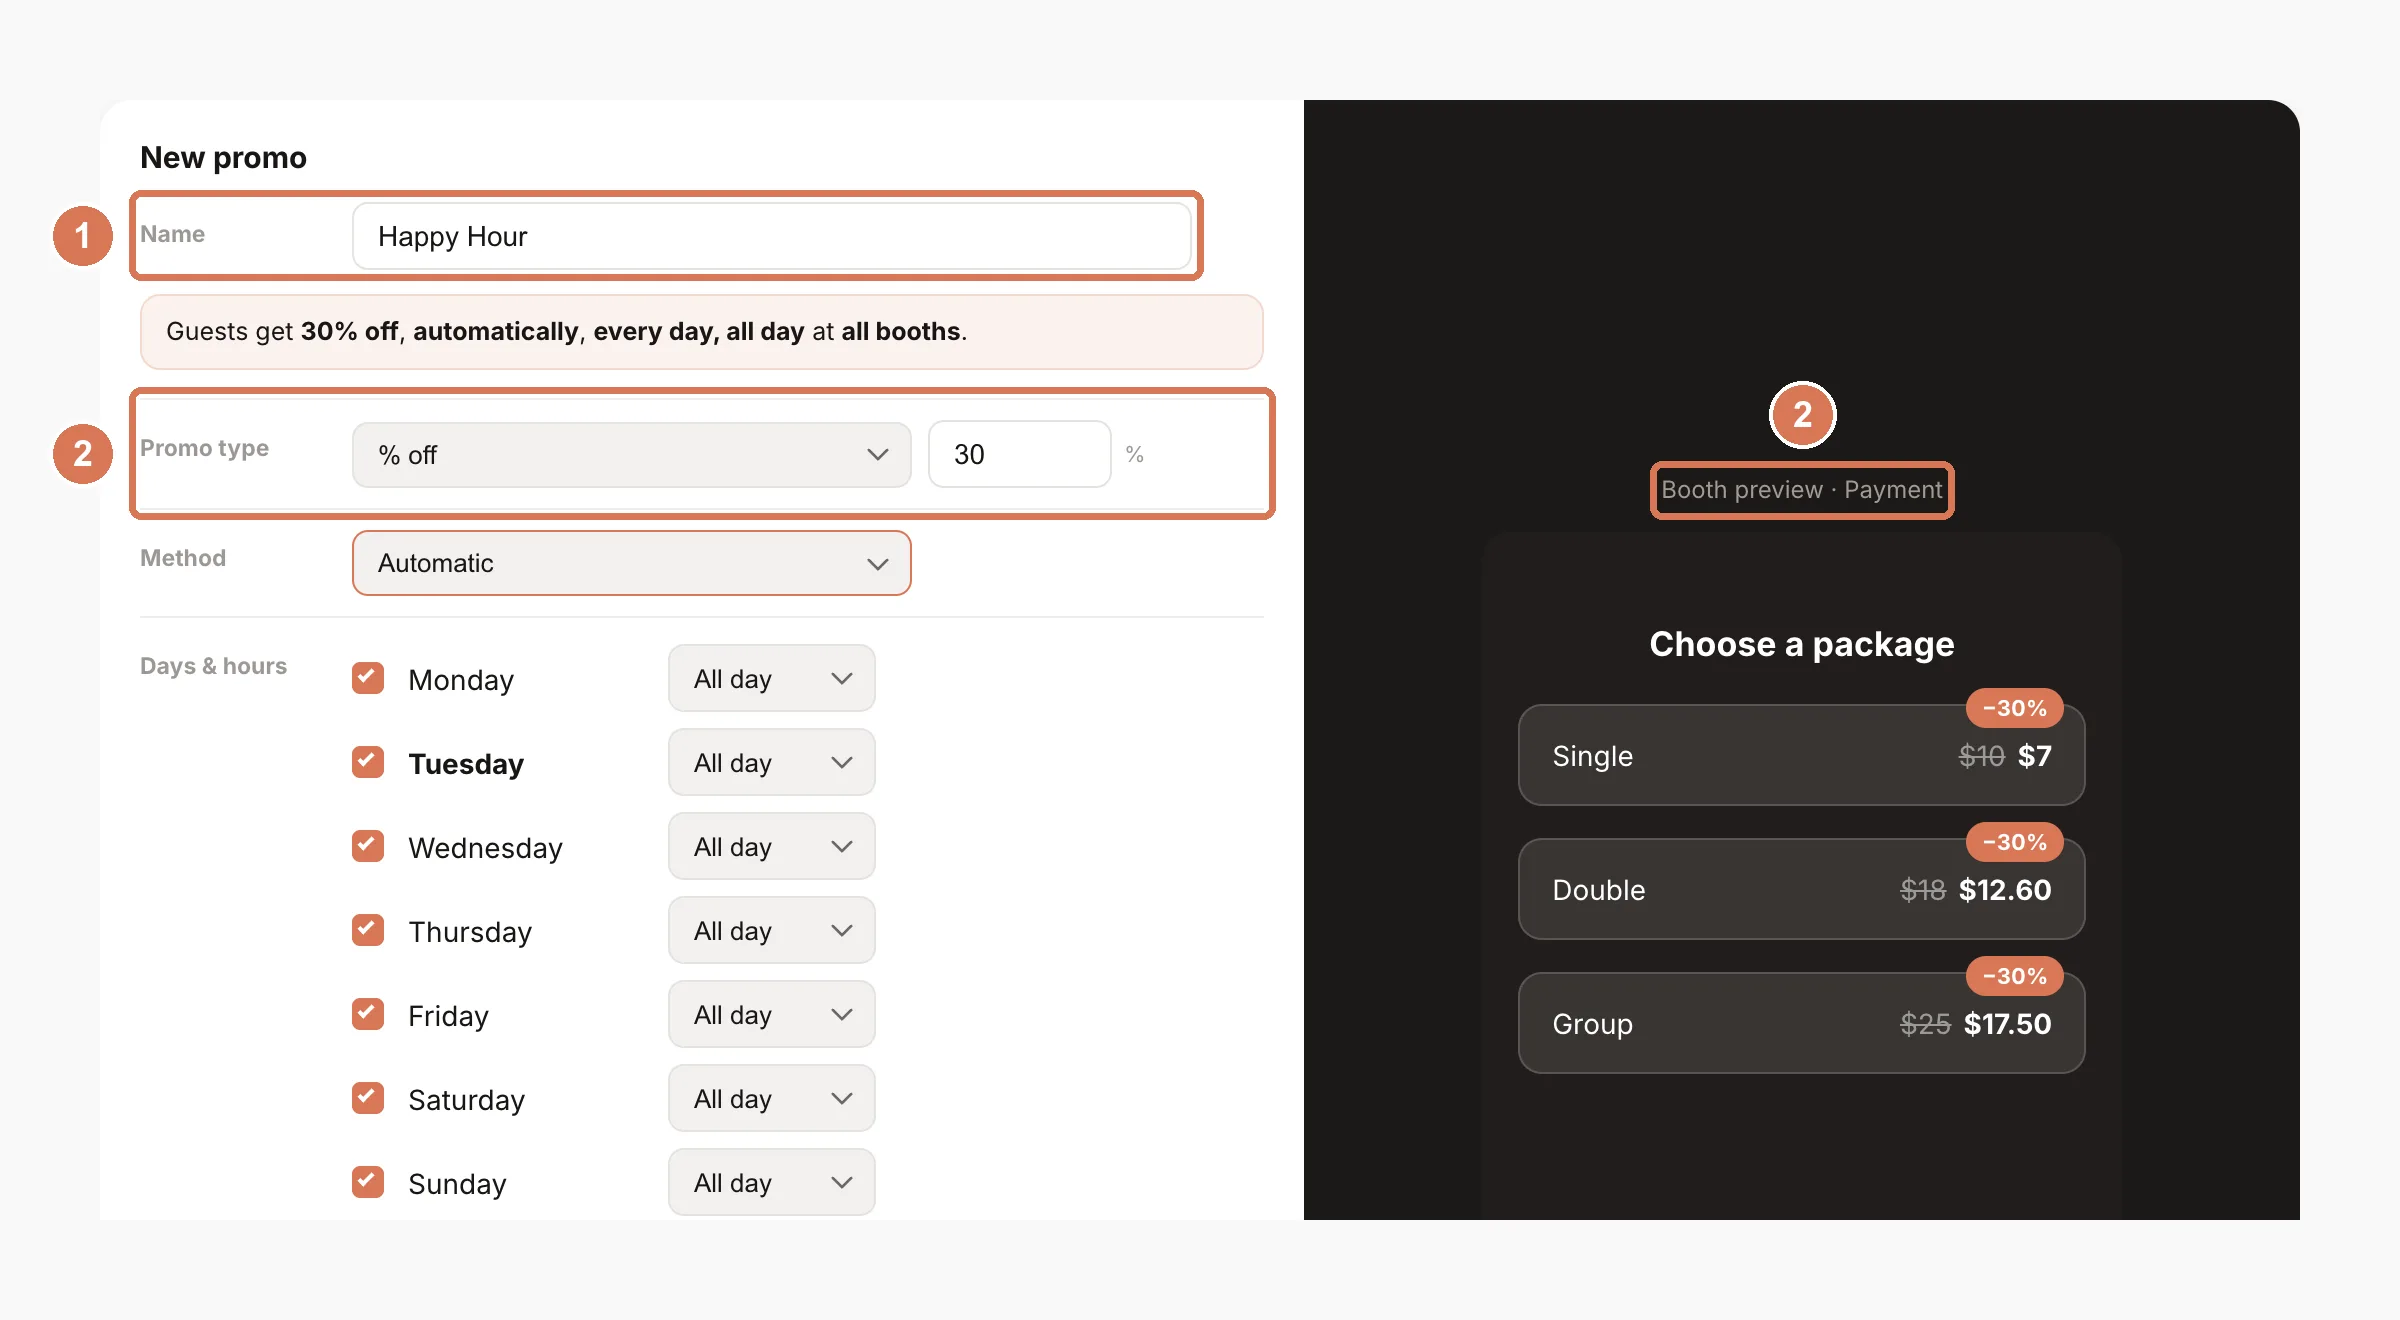 New promo
1
Name
Happy Hour
Guests get 30% off, automatically, every day, all day at all booths.
2
Promo type
% off
30
%
Method
Automatic
Days & hours
Monday
All day
Tuesday
All day
Wednesday
All day
Thursday
All day
Friday
All day
Saturday
All day
Sunday
All day
2
Booth preview · Payment
Choose a package
−30%
Single
$10 $7
−30%
Double
$18 $12.60
−30%
Group
$25 $17.50